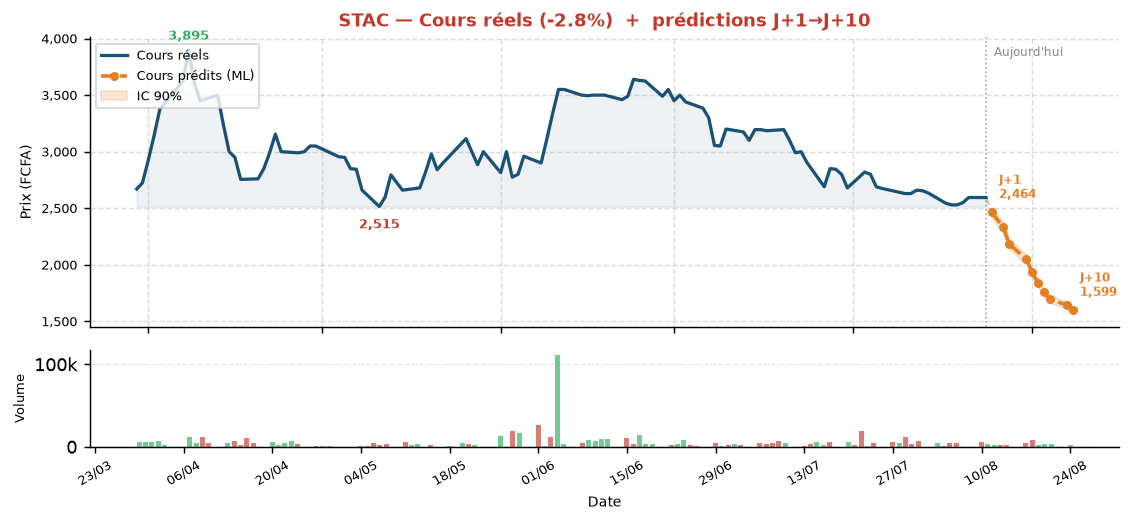 STAC — Cours réels (-2.8%)  +  prédictions J+1→J+10
3,895
Cours réels
Cours prédits (ML)
IC 90%
Aujourd'hui
4,000
3,500
3,000
2,500
2,000
1,500
Prix (FCFA)
2,515
J+1
2,464
J+10
1,599
100k
0
Volume
23/03
06/04
20/04
04/05
18/05
01/06
15/06
29/06
13/07
27/07
10/08
24/08
Date